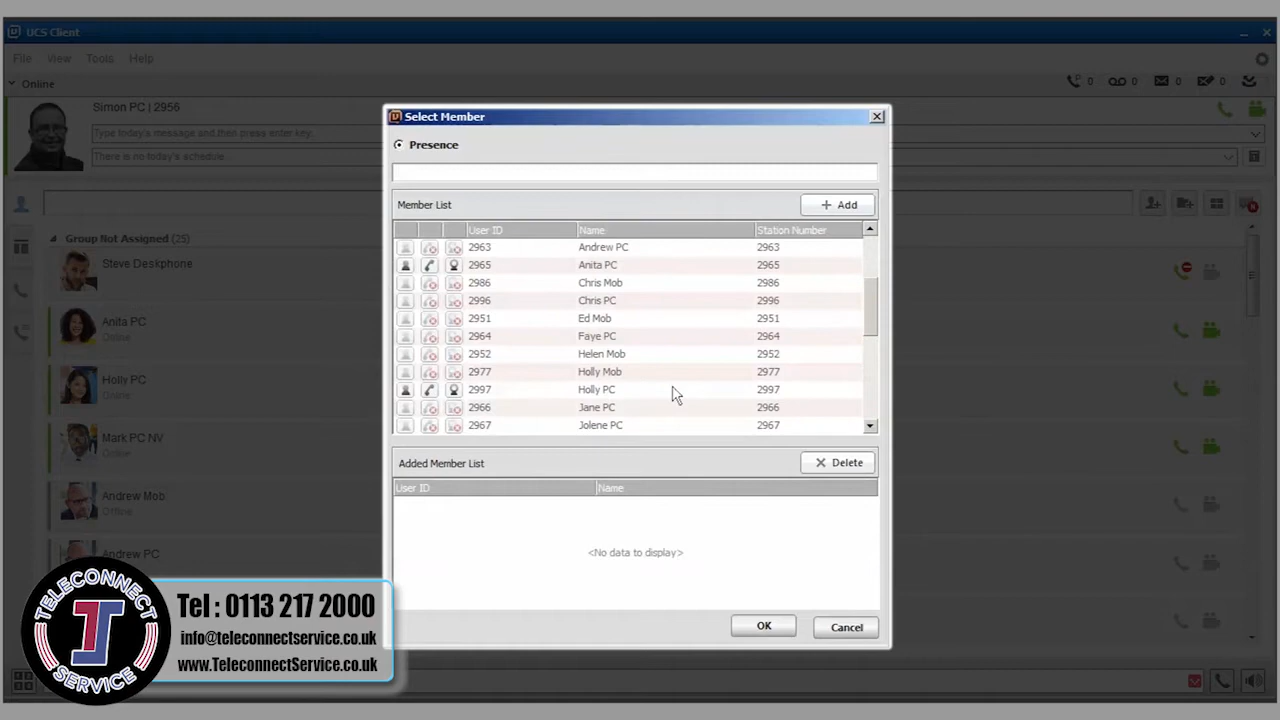 UCS Client
File View Tools Help
Online
0 0 0 0
Simon PC | 2956
Type today's message and then press enter key.
There is no today's schedule.
Group Not Assigned (25)
Steve Deskphone
Anita PC
Online
Holly PC
Online
Mark PC NV
Online
Andrew Mob
Offline
Andrew PC
Select Member
Presence
Member List
Add
User ID Name Station Number
2963 Andrew PC 2963
2965 Anita PC 2965
2986 Chris Mob 2986
2996 Chris PC 2996
2951 Ed Mob 2951
2964 Faye PC 2964
2952 Helen Mob 2952
2977 Holly Mob 2977
2997 Holly PC 2997
2966 Jane PC 2966
2967 Jolene PC 2967
Added Member List
Delete
User ID Name
<No data to display>
OK Cancel
TELECONNECT
SERVICE
Tel : 0113 217 2000
info@teleconnectservice.co.uk
www.TeleconnectService.co.uk